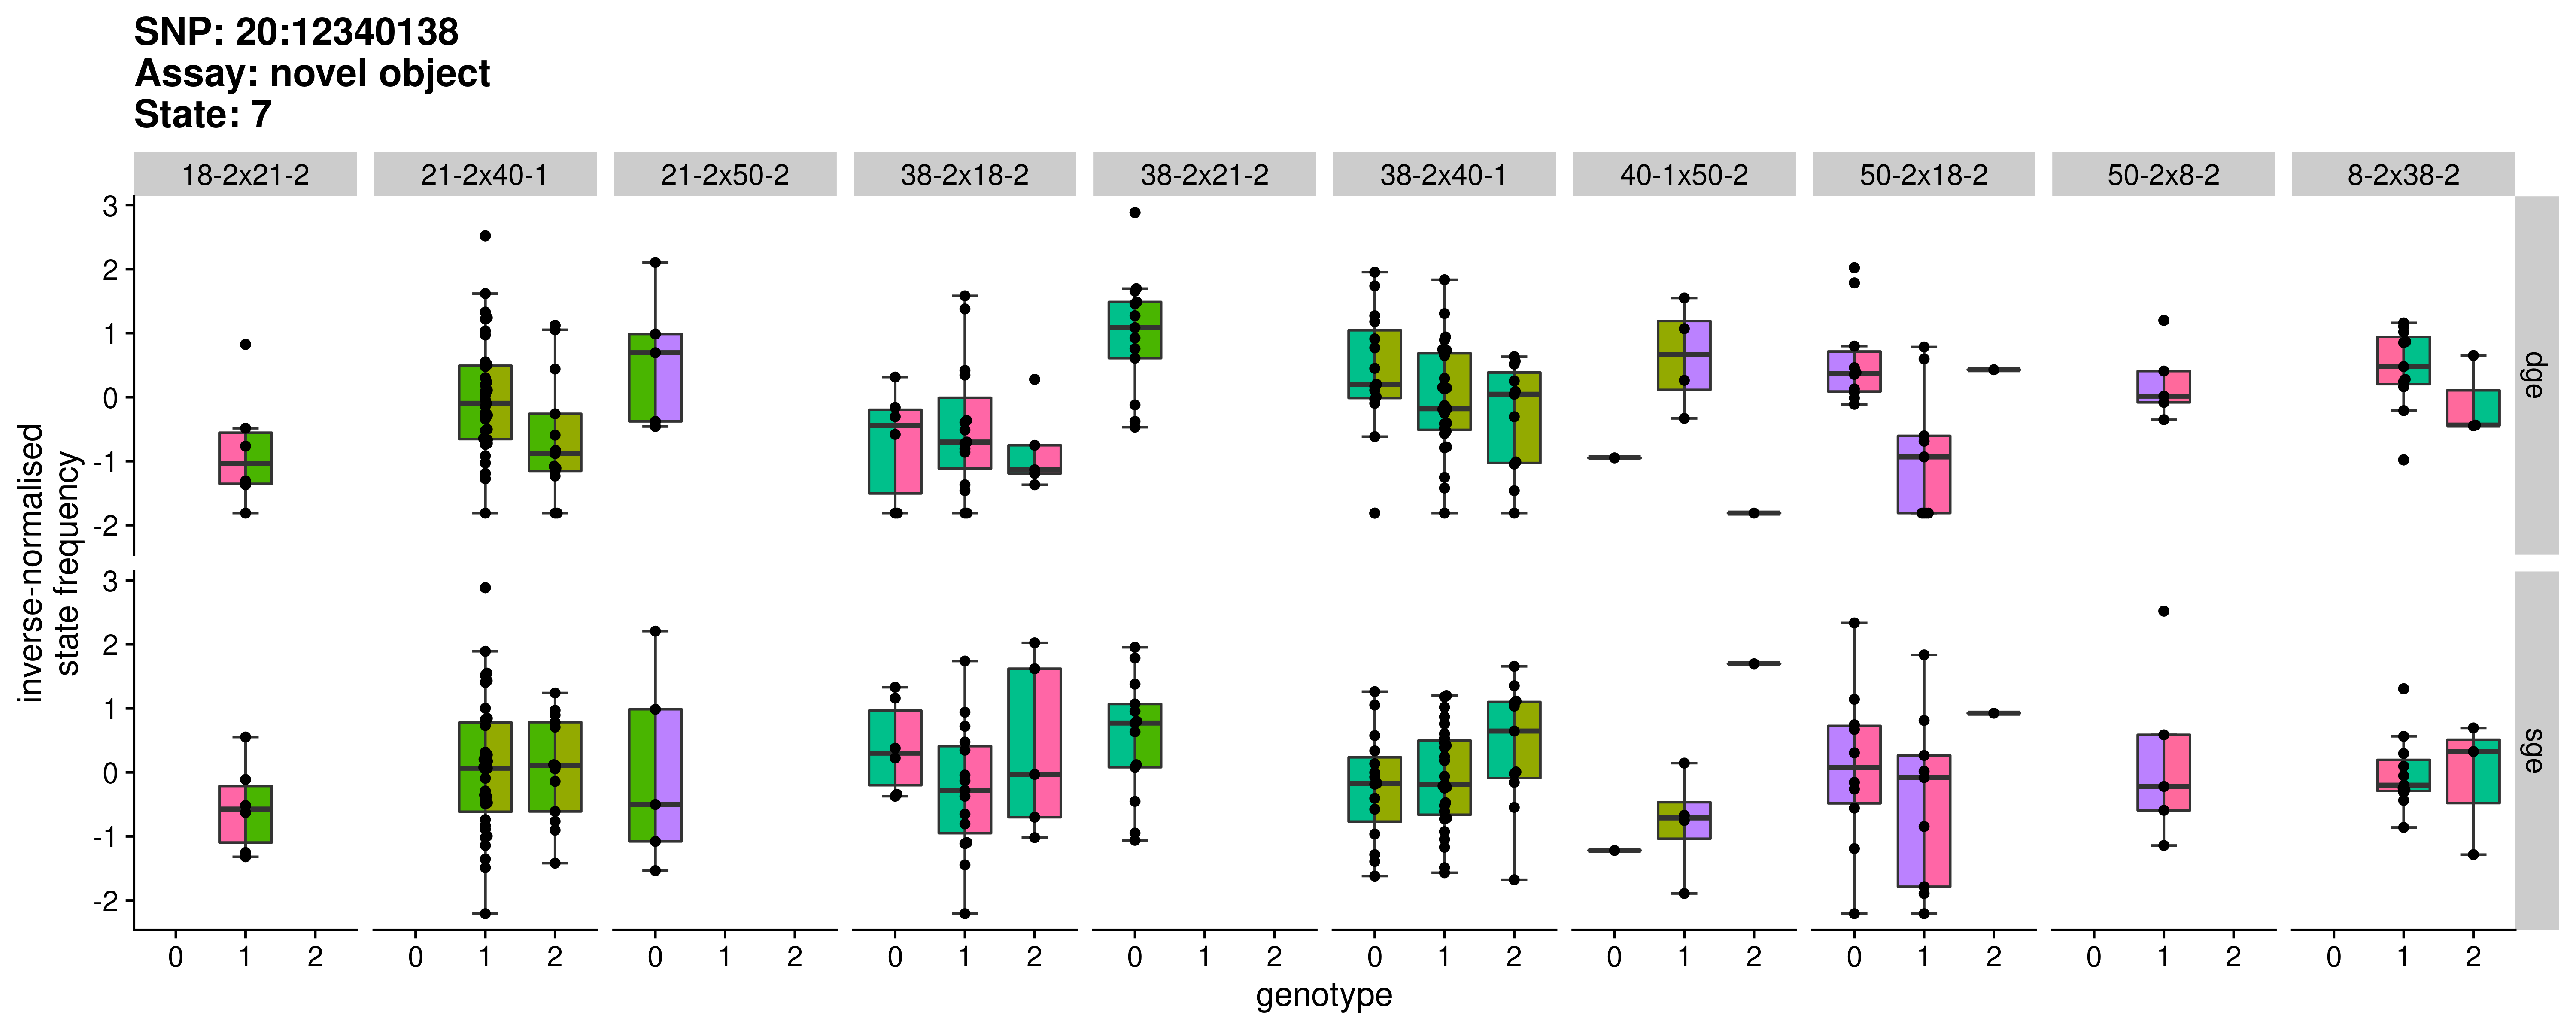 SNP: 20:12340138
Assay: novel object
State: 7
18-2x21-2 21-2x40-1 21-2x50-2 38-2x18-2 38-2x21-2 38-2x40-1 40-1x50-2 50-2x18-2 50-2x8-2 8-2x38-2
inverse-normalised
state frequency
3
2
1
0
-1
-2
dge
3
2
1
0
-1
-2
sge
0 1 2 0 1 2 0 1 2 0 1 2 0 1 2 0 1 2 0 1 2 0 1 2 0 1 2 0 1 2
genotype